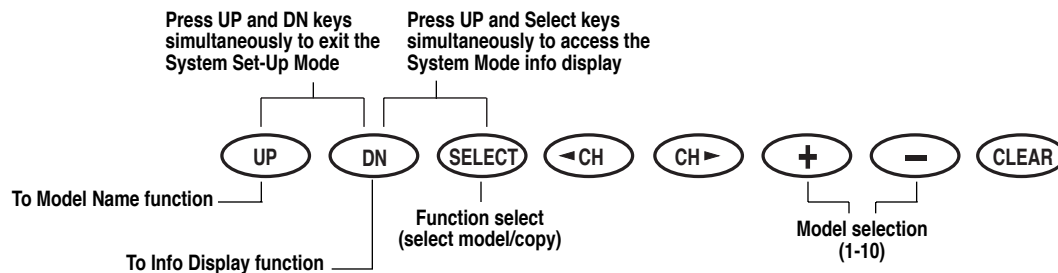 Press UP and DN keys
simultaneously to exit the
System Set-Up Mode
Press UP and Select keys
simultaneously to access the
System Mode info display
UP
DN
SELECT
◄CH
CH►
+
−
CLEAR
To Model Name function
Function select
(select model/copy)
Model selection
(1-10)
To Info Display function